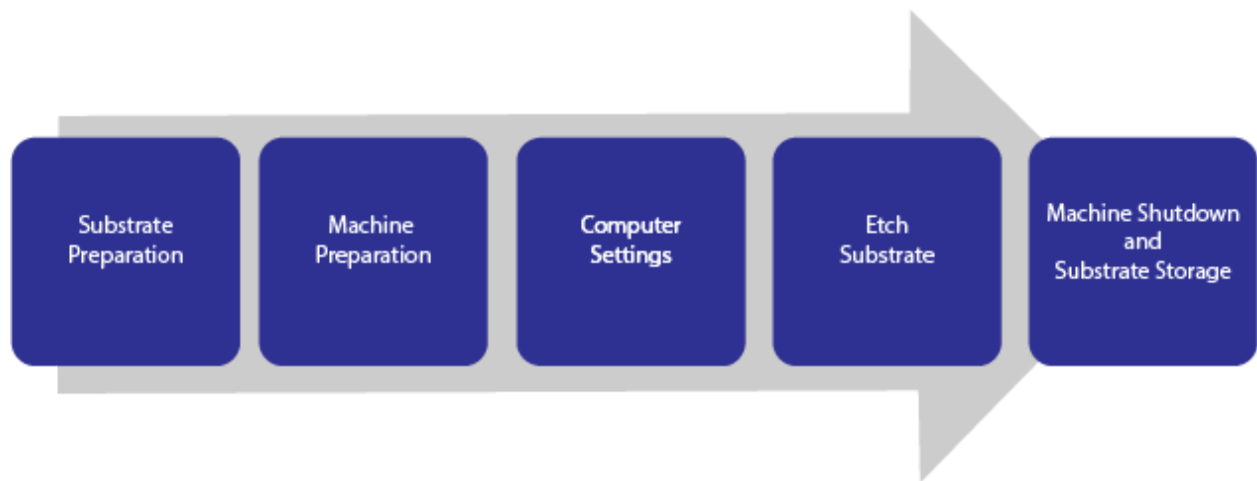 Substrate
Preparation
Machine
Preparation
Computer
Settings
Etch
Substrate
Machine Shutdown
and
Substrate Storage